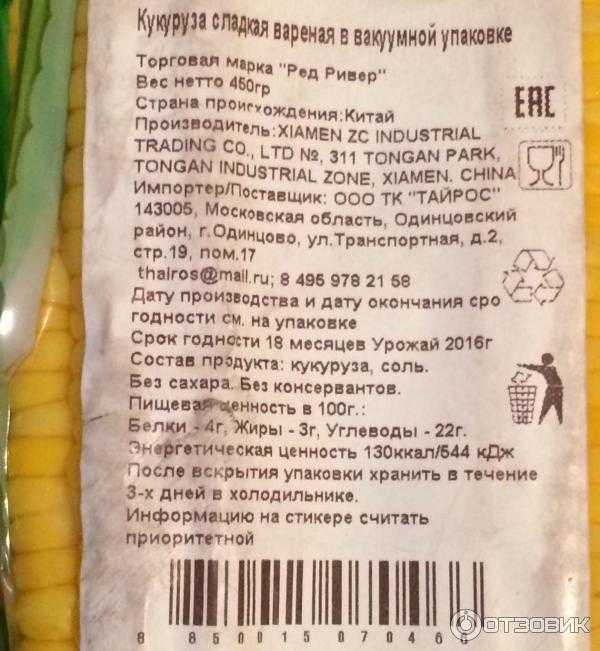 Кукуруза сладкая вареная в вакуумной упаковке
Торговая марка "Ред Ривер"
Вес нетто 450гр
Страна происхождения:Китай
Производитель:XIAMEN ZC INDUSTRIAL
TRADING CO., LTD №, 311 TONGAN PARK,
TONGAN INDUSTRIAL ZONE, XIAMEN. CHINA
Импортер/Поставщик: ООО ТК "ТАЙРОС"
143005, Московская область, Одинцовский
район, г.Одинцово, ул.Транспортная, д.2,
стр.19, пом.17
thairos@mail.ru; 8 495 978 21 58
Дату производства и дату окончания сро
годности см. на упаковке
Срок годности 18 месяцев Урожай 2016г
Состав продукта: кукуруза, соль.
Без сахара. Без консервантов.
Пищевая ценность в 100г.:
Белки - 4г, Жиры - 3г, Углеводы - 22г.
Энергетическая ценность 130ккал/544 кДж
После вскрытия упаковки хранить в течение
3-х дней в холодильнике.
Информацию на стикере считать
приоритетной
EAC
ОТЗОВИК